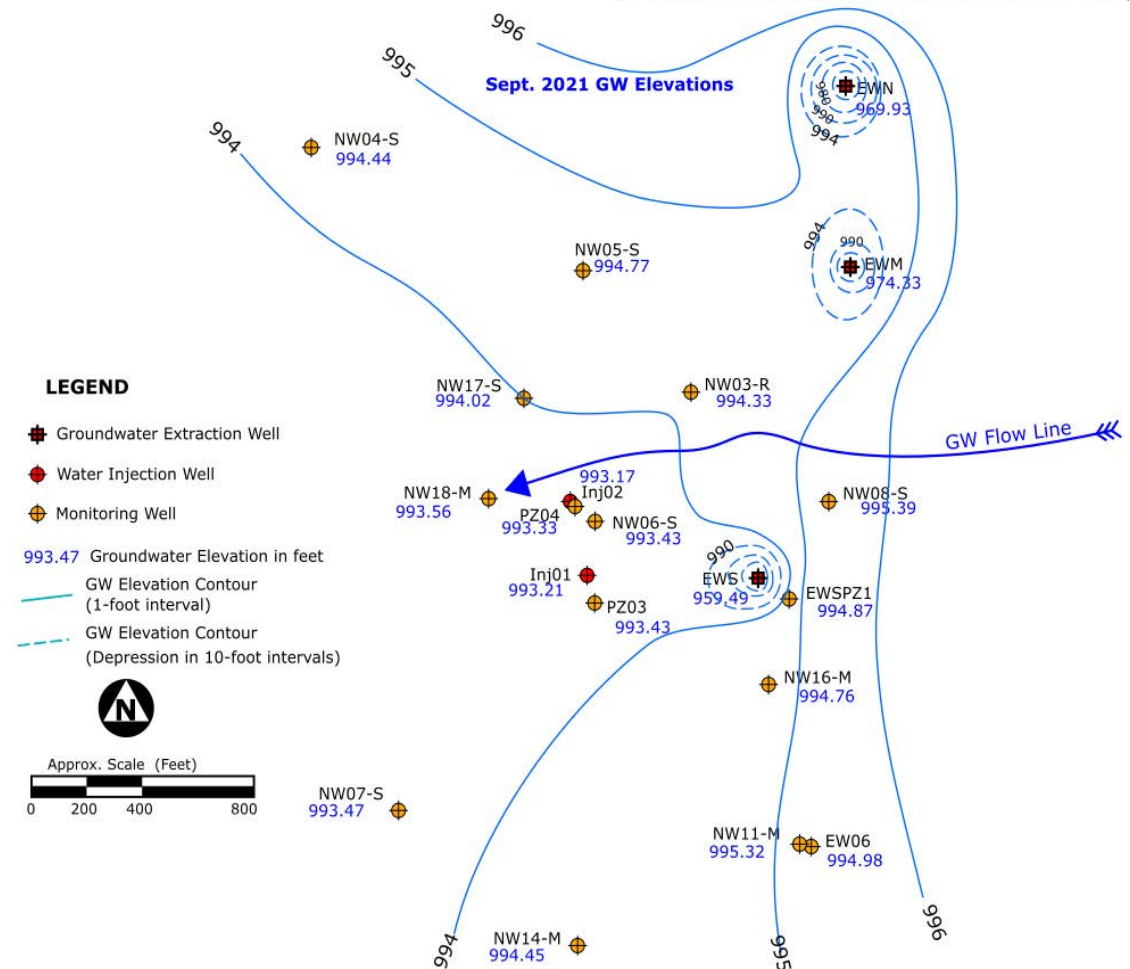 996
995
Sept. 2021 GW Elevations
EWN
969.93
980
990
994
994
NW04-S
994.44
994
990
EWM
974.33
NW05-S
994.77
LEGEND
NW17-S
994.02
NW03-R
994.33
Groundwater Extraction Well
GW Flow Line
Water Injection Well
Monitoring Well
993.47 Groundwater Elevation in feet
GW Elevation Contour
(1-foot interval)
GW Elevation Contour
(Depression in 10-foot intervals)
N
Approx. Scale (Feet)
0 200 400 800
NW18-M
993.56
993.17
Inj02
PZ04
993.33
NW06-S
993.43
NW08-S
995.39
Inj01
993.21
PZ03
993.43
990
EWS
959.49
EWSPZ1
994.87
NW16-M
994.76
NW07-S
993.47
NW11-M
995.32
EW06
994.98
NW14-M
994.45
994
995
996